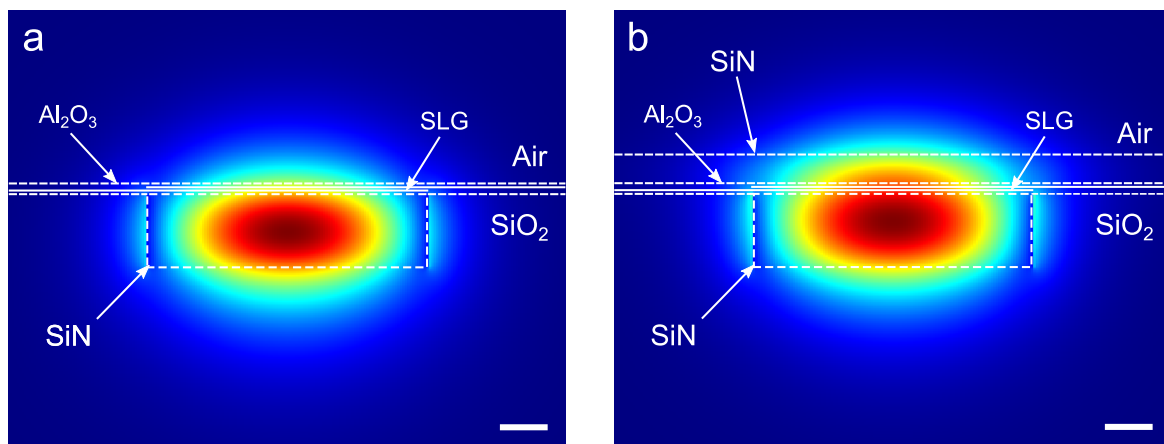 a
Al₂O₃
SLG
Air
SiO₂
SiN
b
SiN
Al₂O₃
SLG
Air
SiO₂
SiN